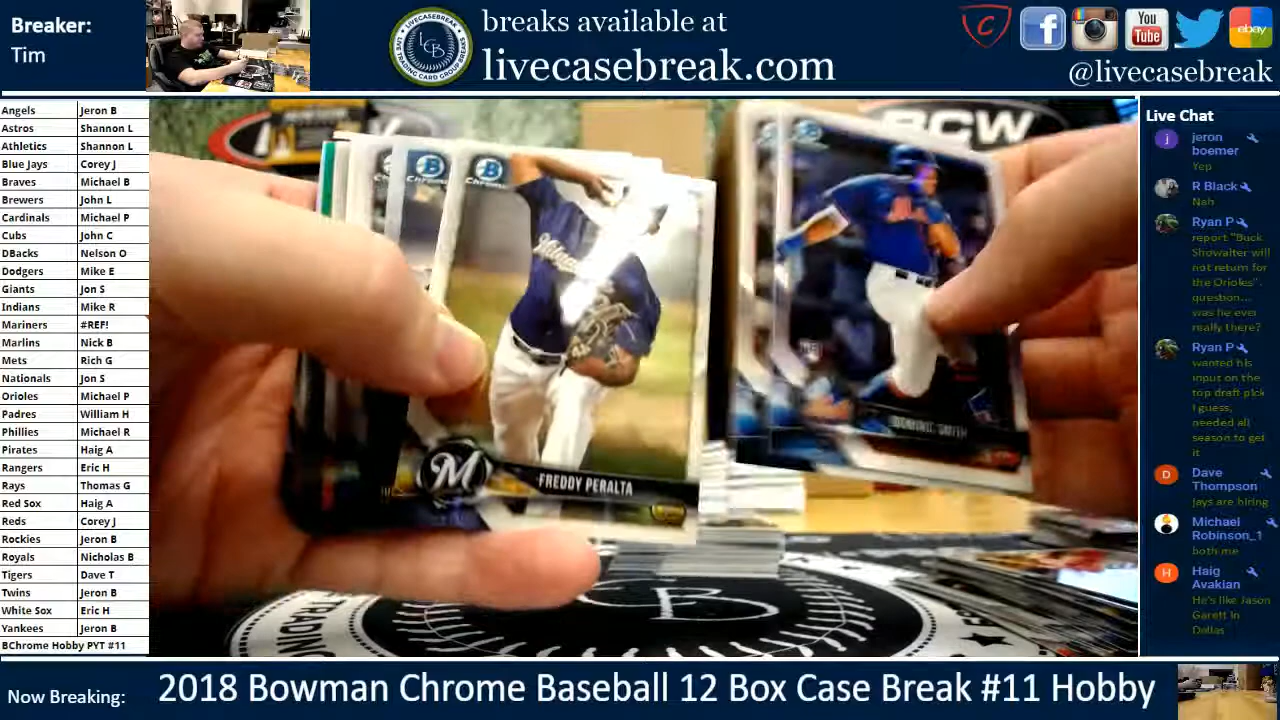 Breaker:
Tim
breaks available at
livecasebreak.com
You
Tube
ebay
@livecasebreak
Angels Jeron B
Astros Shannon L
Athletics Shannon L
Blue Jays Corey J
Braves Michael B
Brewers John L
Cardinals Michael P
Cubs John C
DBacks Nelson O
Dodgers Mike E
Giants Jon S
Indians Mike R
Mariners #REF!
Marlins Nick B
Mets Rich G
Nationals Jon S
Orioles Michael P
Padres William H
Phillies Michael R
Pirates Haig A
Rangers Eric H
Rays Thomas G
Red Sox Haig A
Reds Corey J
Rockies Jeron B
Royals Nicholas B
Tigers Dave T
Twins Jeron B
White Sox Eric H
Yankees Jeron B
BChrome Hobby PYT #11
BCW
M
FREDDY PERALTA
DOMINIC SMITH
LCB
Live Chat
j
jeron
boemer
Yep
R Black
Nah
Ryan P
report "Buck
Showalter will
not return for
the Orioles".
question...
was he ever
really there?
Ryan P
wanted his
input on the
top draft pick
I guess,
needed all
season to get
it
D
Dave
Thompson
Jays are hiring
Michael
Robinson_1
both me
H
Haig
Avakian
He's like Jason
Garett in
Dallas
Now Breaking:
2018 Bowman Chrome Baseball 12 Box Case Break #11 Hobby